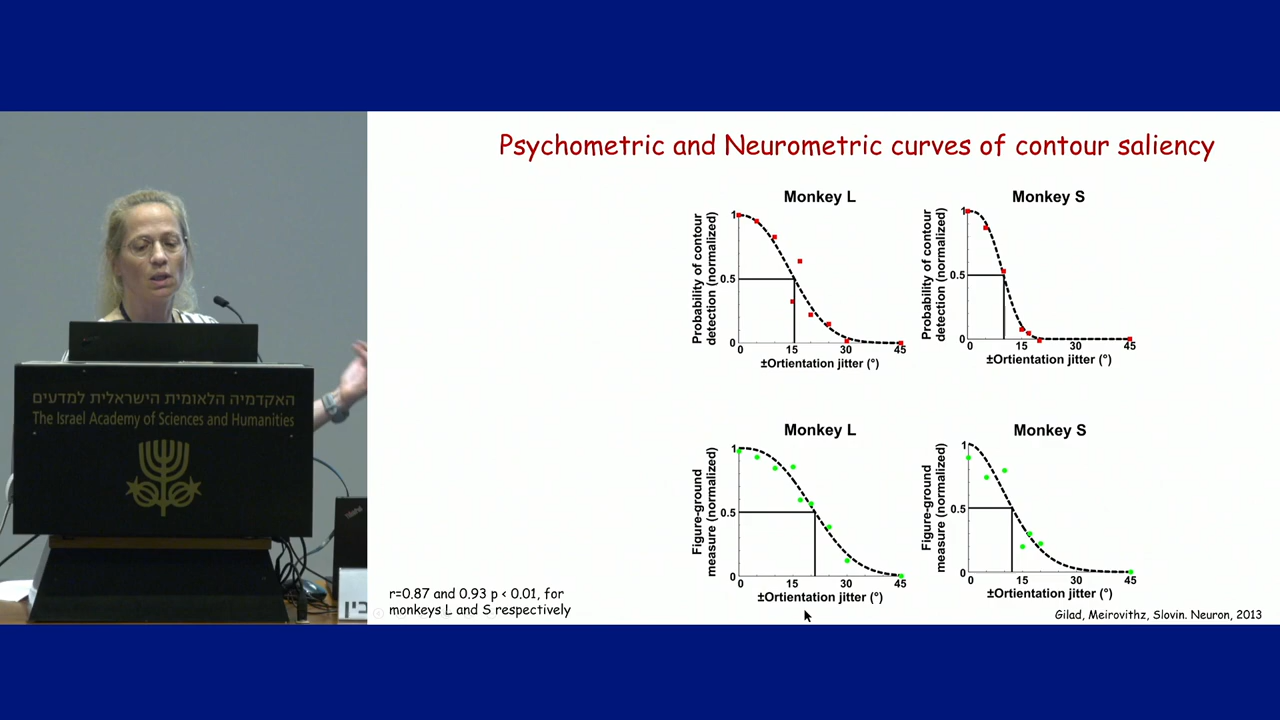 Psychometric and Neurometric curves of contour saliency
Monkey L
Probability of contour
detection (normalized)
1
0.5
0
0 15 30 45
±Ortientation jitter (°)
Monkey S
Probability of contour
detection (normalized)
1
0.5
0
0 15 30 45
±Ortientation jitter (°)
Monkey L
Figure-ground
measure (normalized)
1
0.5
0
0 15 30 45
±Ortientation jitter (°)
Monkey S
Figure-ground
measure (normalized)
1
0.5
0
0 15 30 45
±Ortientation jitter (°)
r=0.87 and 0.93 p < 0.01, for
monkeys L and S respectively
Gilad, Meirovithz, Slovin. Neuron, 2013
האקדמיה הלאומית הישראלית למדעים
The Israel Academy of Sciences and Humanities